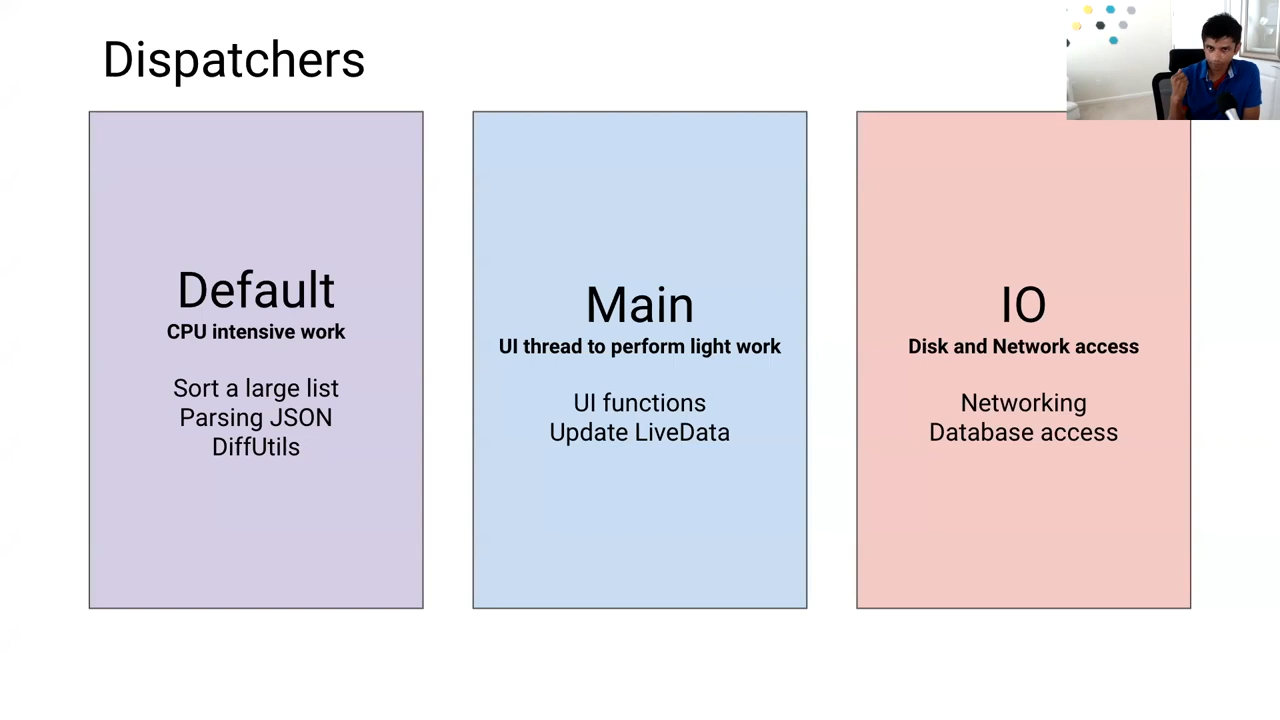 Dispatchers
Default
CPU intensive work
Sort a large list
Parsing JSON
DiffUtils
Main
UI thread to perform light work
UI functions
Update LiveData
IO
Disk and Network access
Networking
Database access